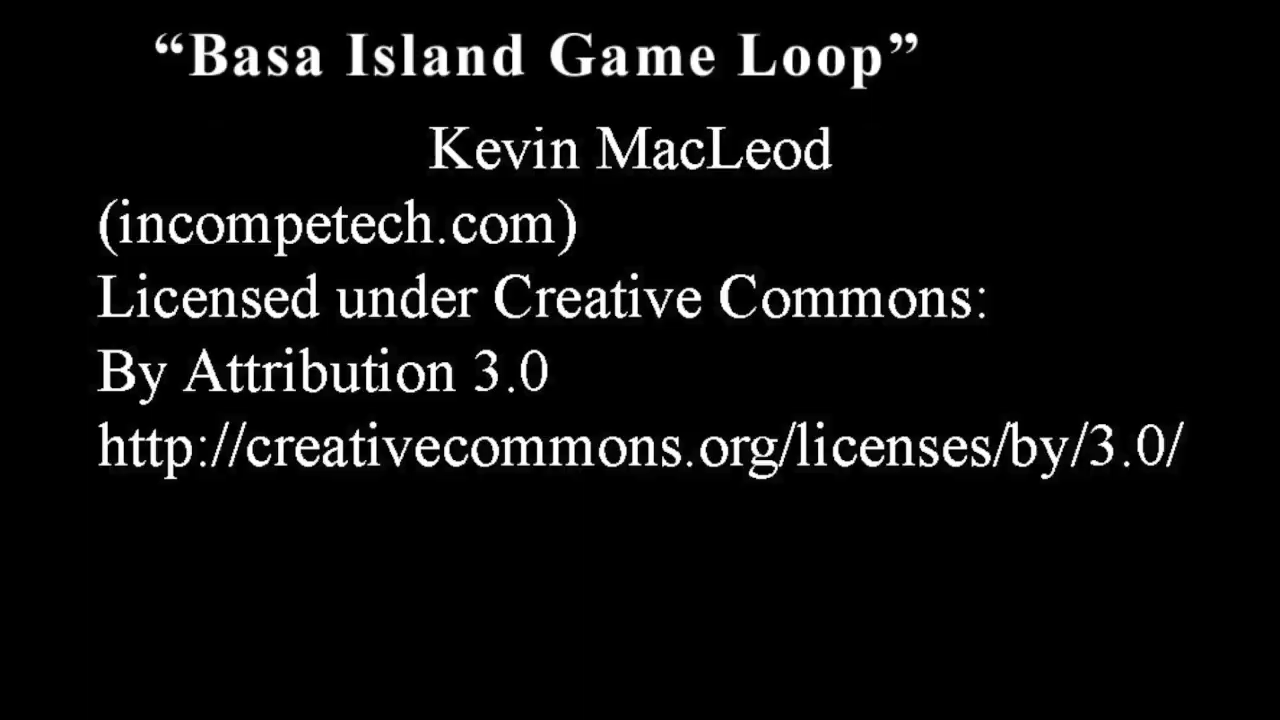 “Basa Island Game Loop”
Kevin MacLeod
(incompetech.com)
Licensed under Creative Commons:
By Attribution 3.0
http://creativecommons.org/licenses/by/3.0/